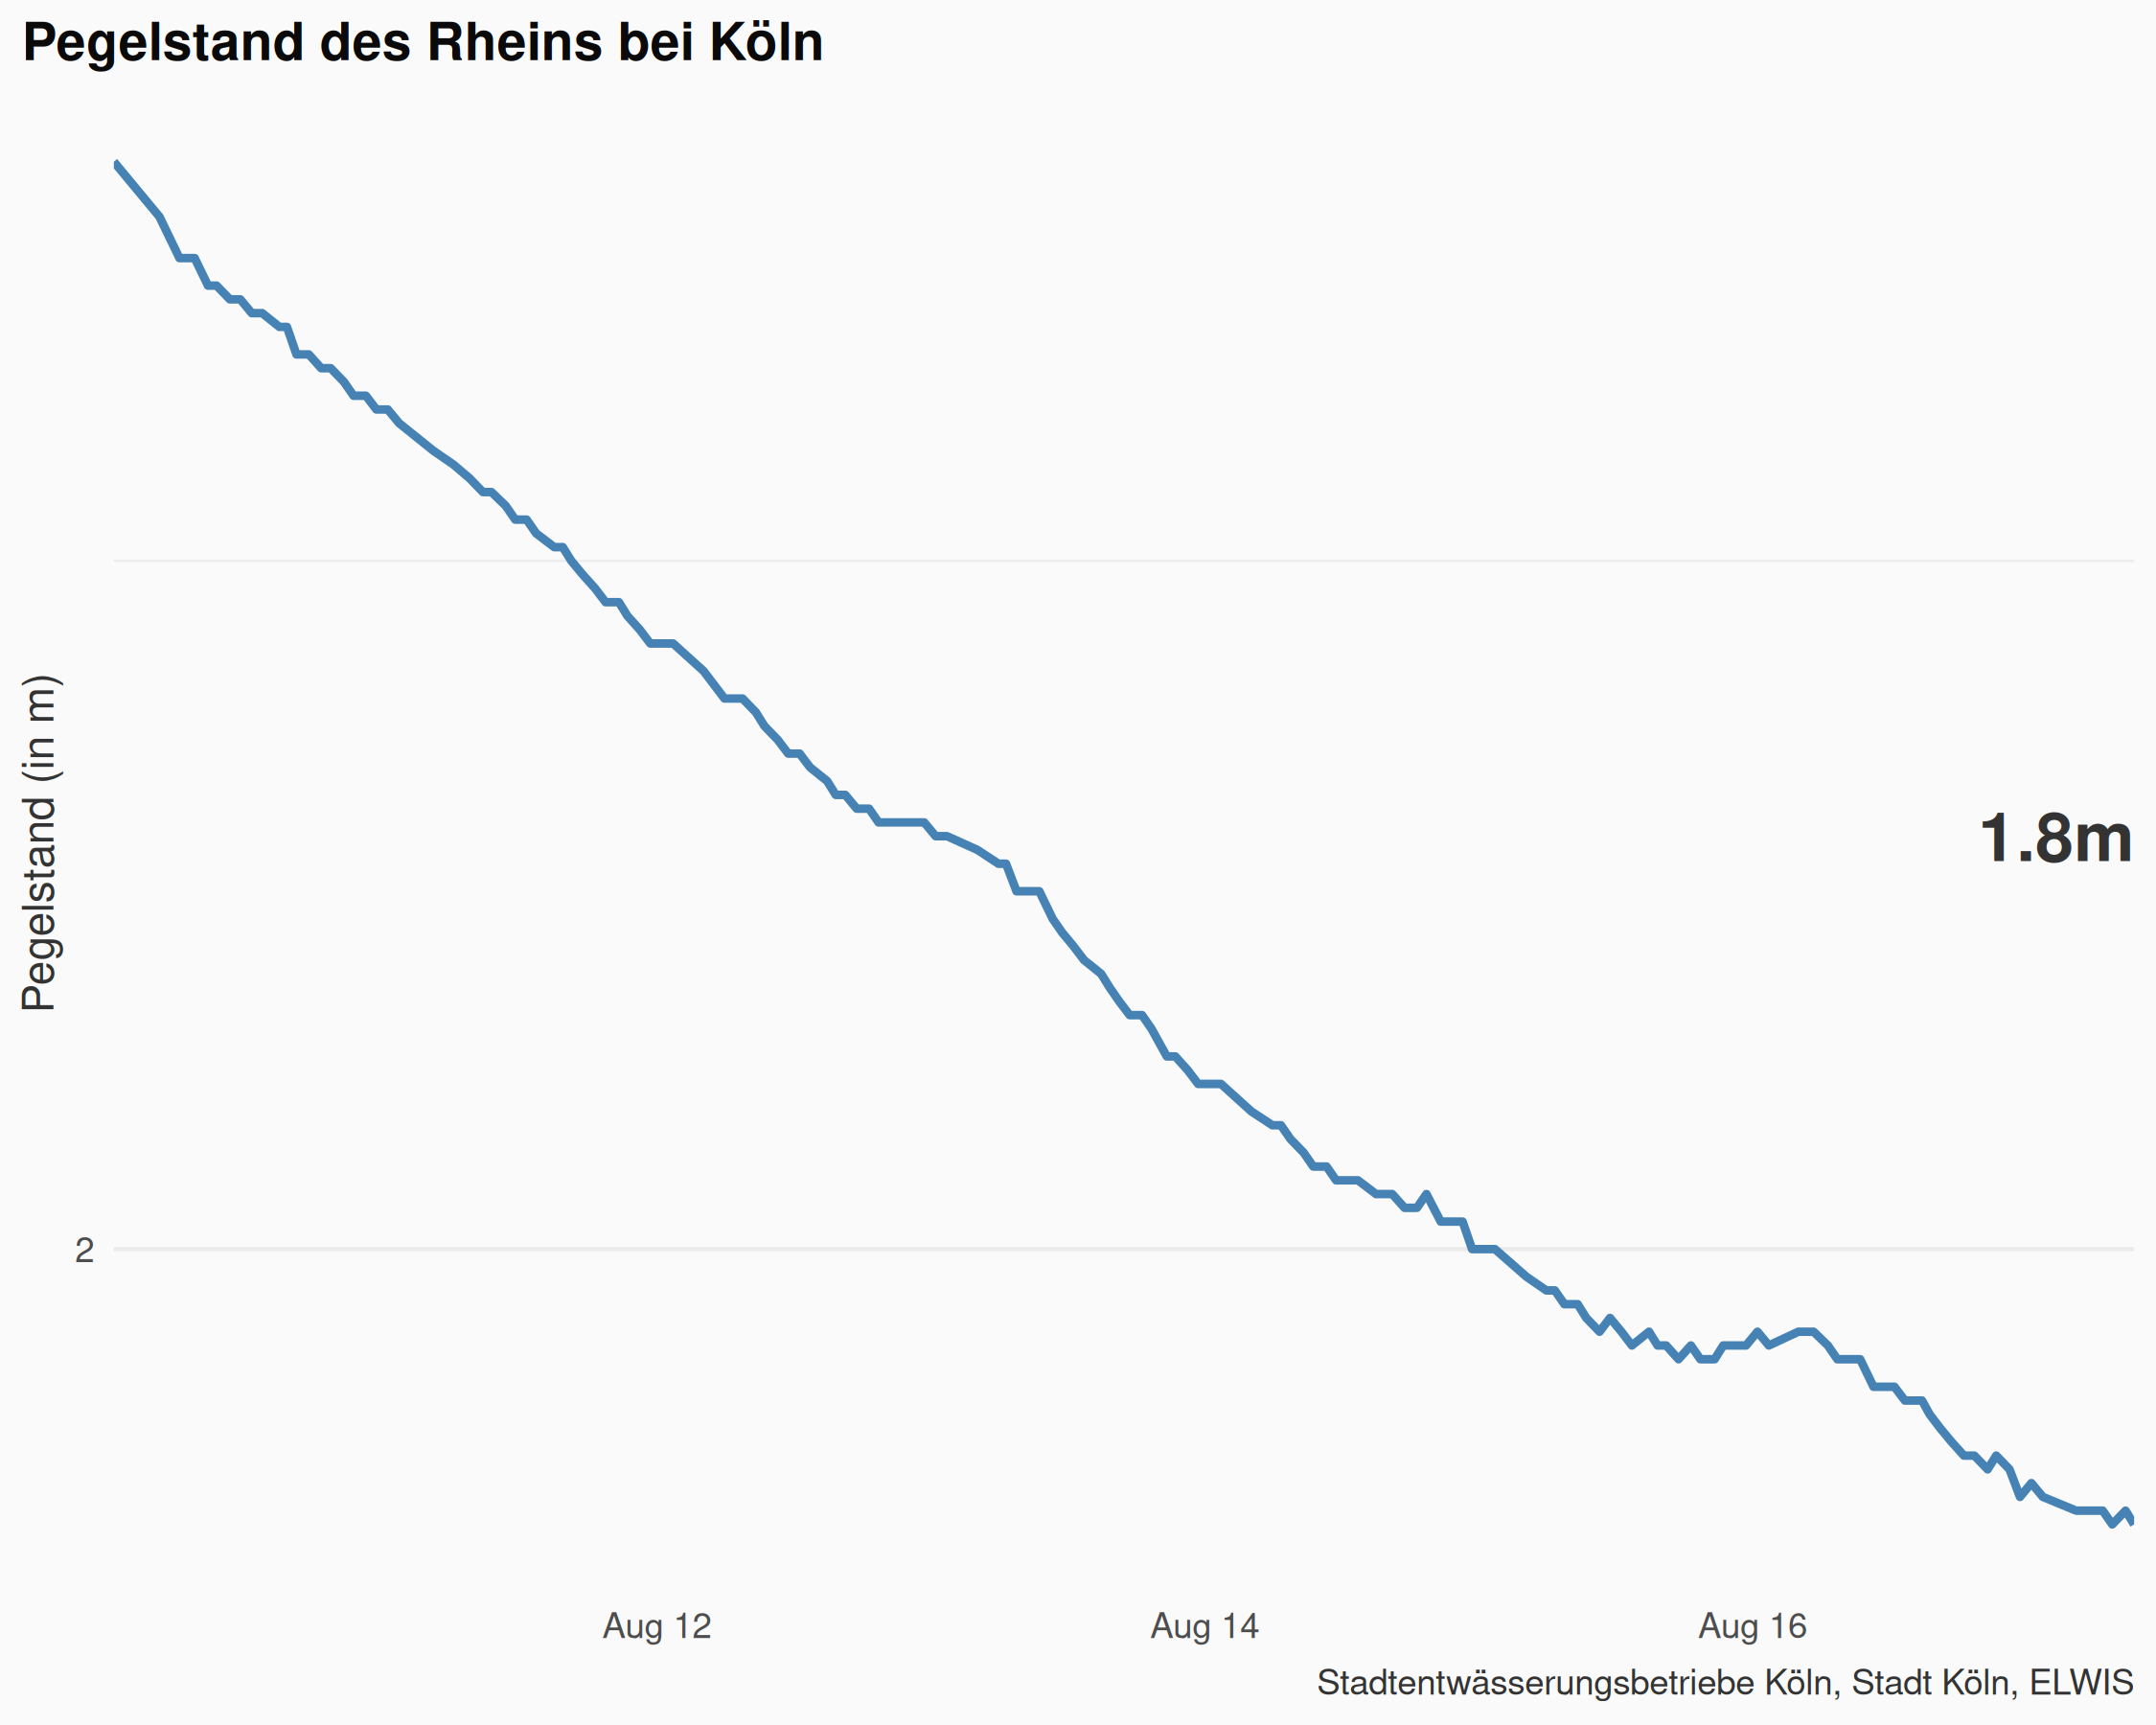 Pegelstand des Rheins bei Köln
Pegelstand (in m)
1.8m
2
Aug 12
Aug 14
Aug 16
Stadtentwässerungsbetriebe Köln, Stadt Köln, ELWIS